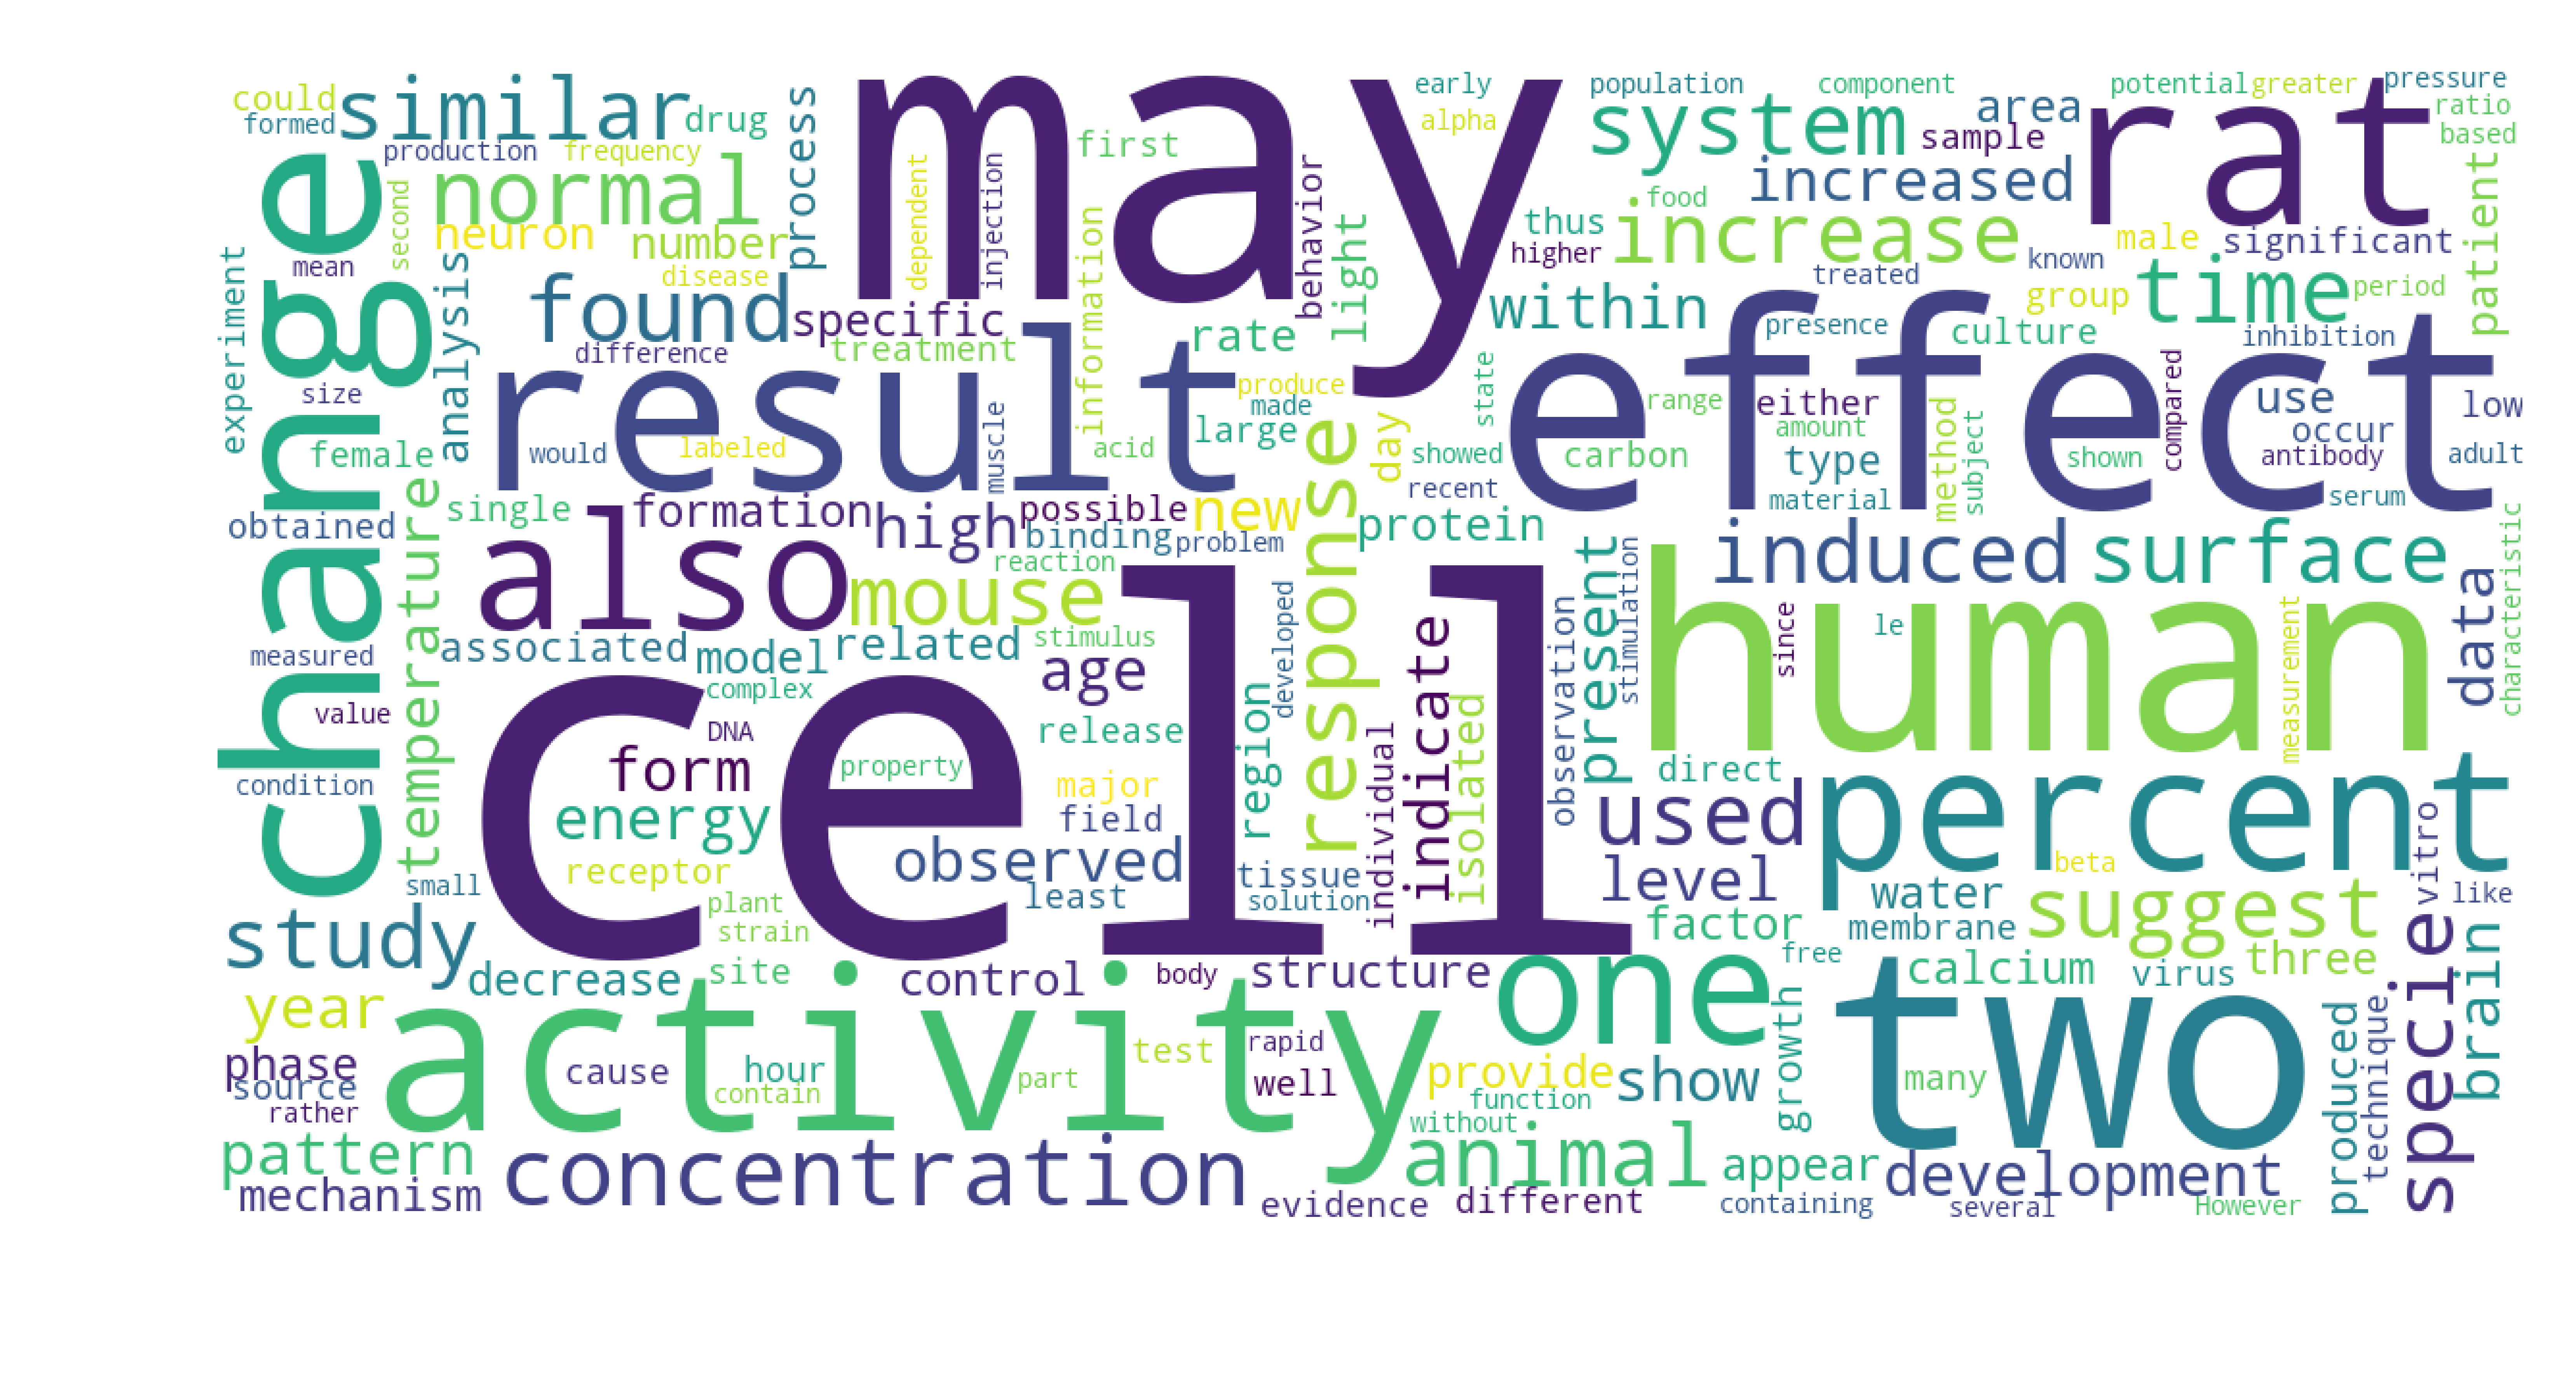 could
formed
similar
drug
production
frequency
process
may
first
early
alpha
population
component
system
area
sample
potential
greater
pressure
ratio
based
rat
change
second
normal
neuron
number
disease
dependent
injection
information
behavior
light
thus
higher
food
increase
increased
known
treated
male
group
significant
time
period
patient
experiment
mean
size
analysis
found
specific
difference
treatment
rate
produce
made
large
within
presence
culture
inhibition
effect
result
would
labeled
muscle
acid
day
state
showed
recent
range
either
carbon
amount
type
material
method
subject
shown
compared
use
occur
antibody
serum
low
adult
female
obtained
temperature
single
also
formation
high
possible
binding
problem
new
reaction
response
protein
present
stimulation
induced
surface
characteristic
measured
associated
mouse
model
related
stimulus
complex
age
developed
cell
indicate
observation
human
since
le
measurement
data
value
condition
DNA
form
property
release
region
energy
major
field
individual
isolated
direct
used
percent
vitro
small
receptor
observed
least
tissue
solution
level
beta
plant
strain
water
suggest
like
study
decrease
site
control
body
structure
factor
membrane
free
calcium
virus
three
specie
brain
year
activity
one
two
phase
source
rather
cause
hour
contain
part
test
rapid
well
provide
function
without
show
growth
many
produced
technique
pattern
mechanism
concentration
evidence
different
animal
appear
containing
development
several
However